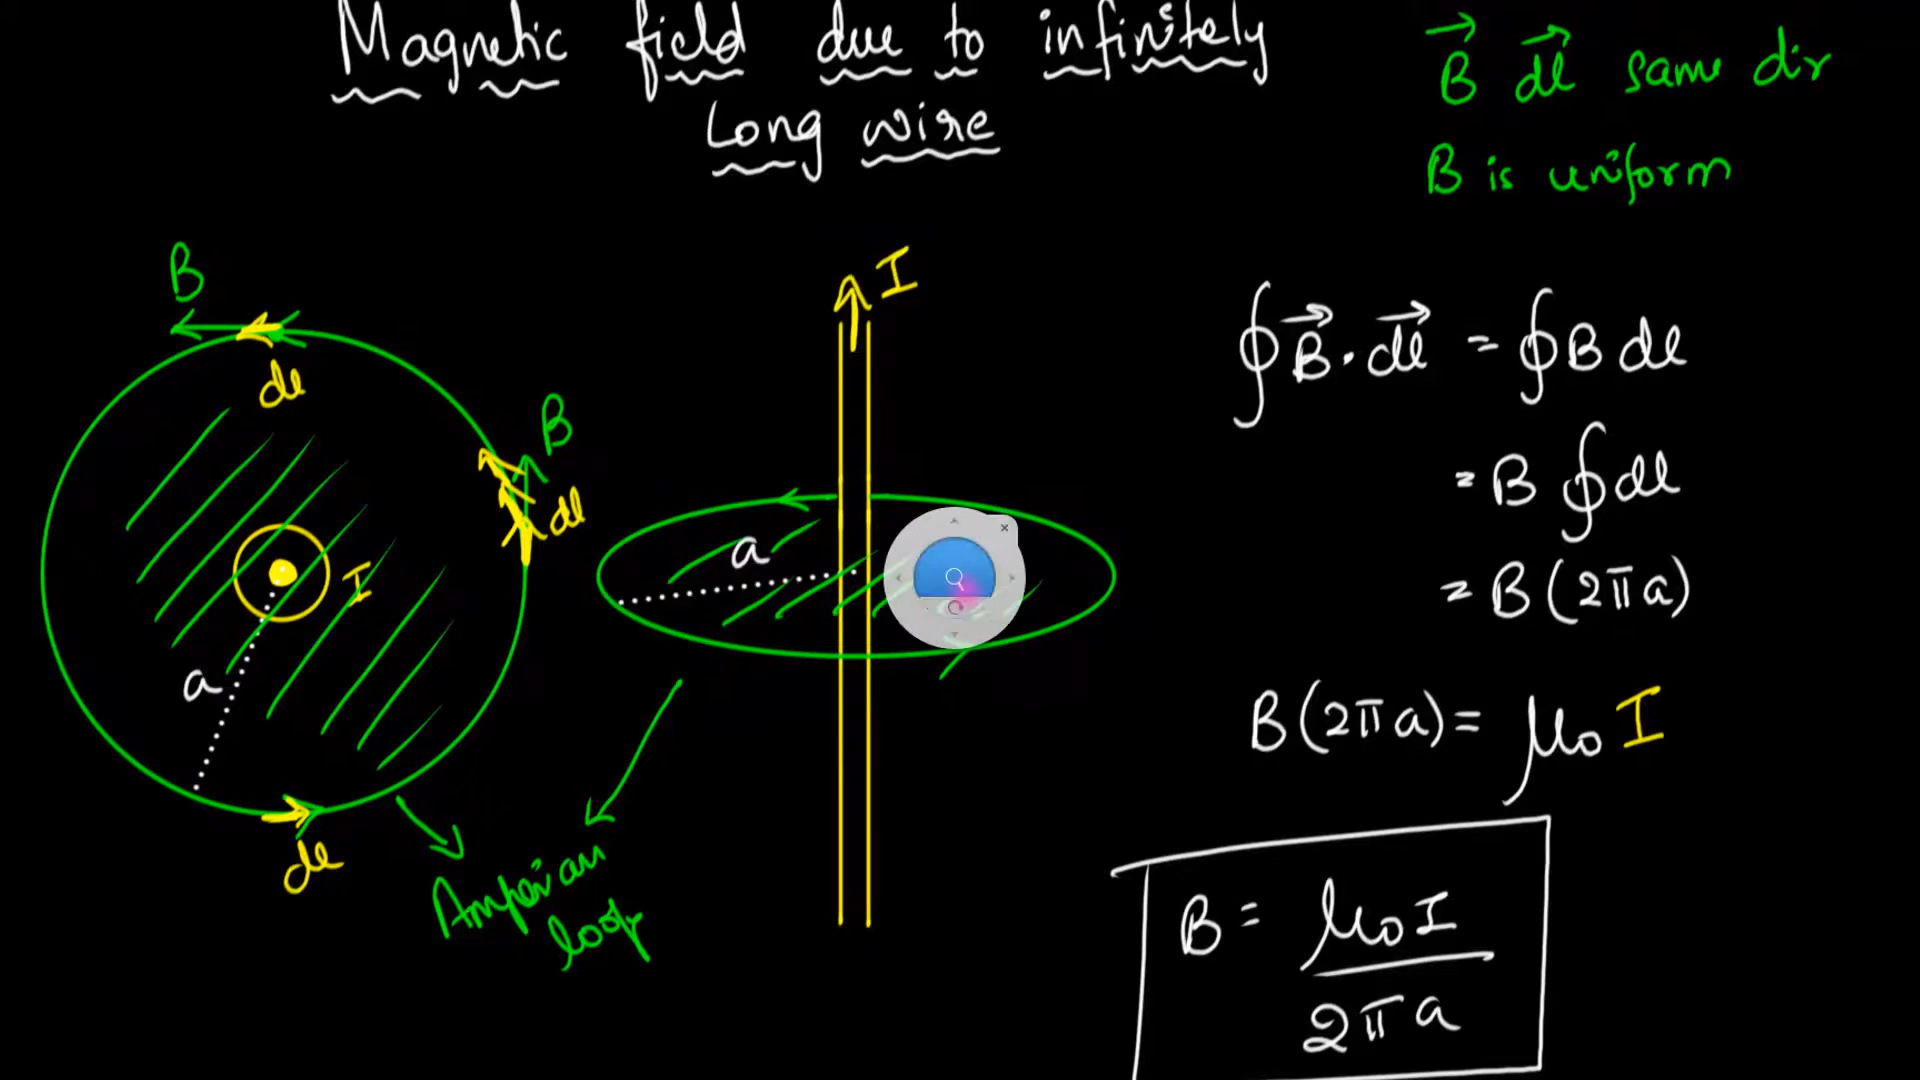 Magnetic field due to infinitely
Long wire
B⃗ dl⃗ same dir
B is uniform
B
dl
B
dl
I
a
dl
I
a
Amperian
loop
∮B⃗·dl⃗ = ∮B dl
= B ∮dl
= B(2πa)
B(2πa) = μ₀I
B = μ₀I
2πa